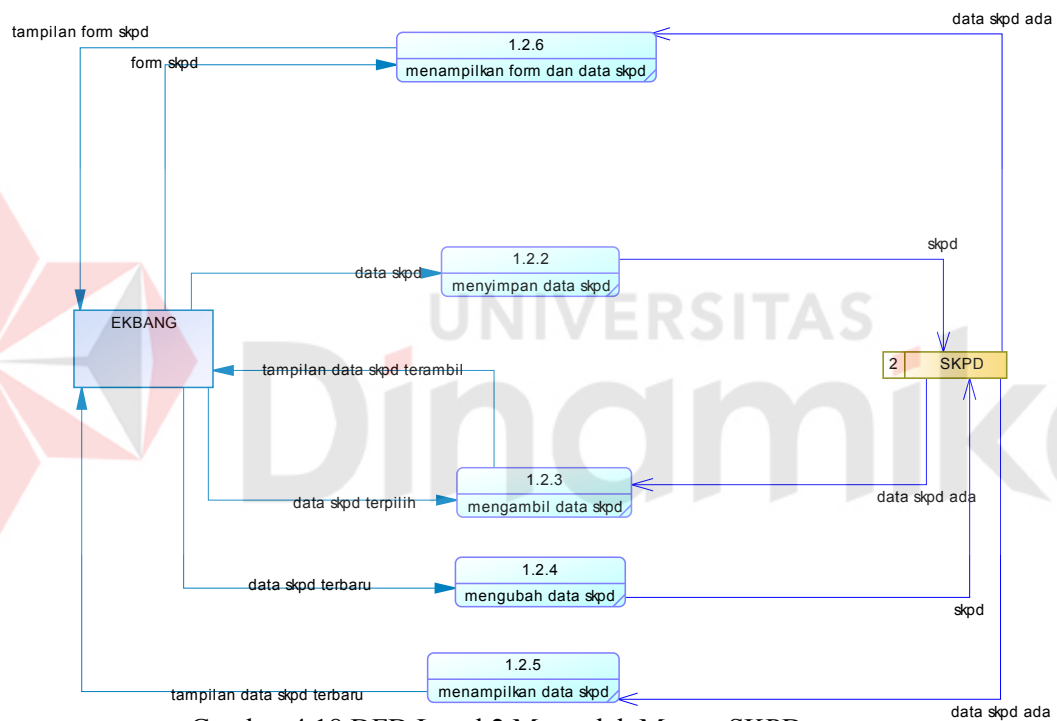 data skpd ada
tampilan form skpd
1.2.6
form skpd
menampilkan form dan data skpd
skpd
1.2.2
data skpd
menyimpan data skpd
UNIVERSITAS
EKBANG
2 SKPD
tampilan data skpd terambil
Dinamika
1.2.3
data skpd ada
data skpd terpilih
mengambil data skpd
1.2.4
data skpd terbaru
mengubah data skpd
skpd
1.2.5
tampilan data skpd terbaru
menampilkan data skpd
data skpd ada